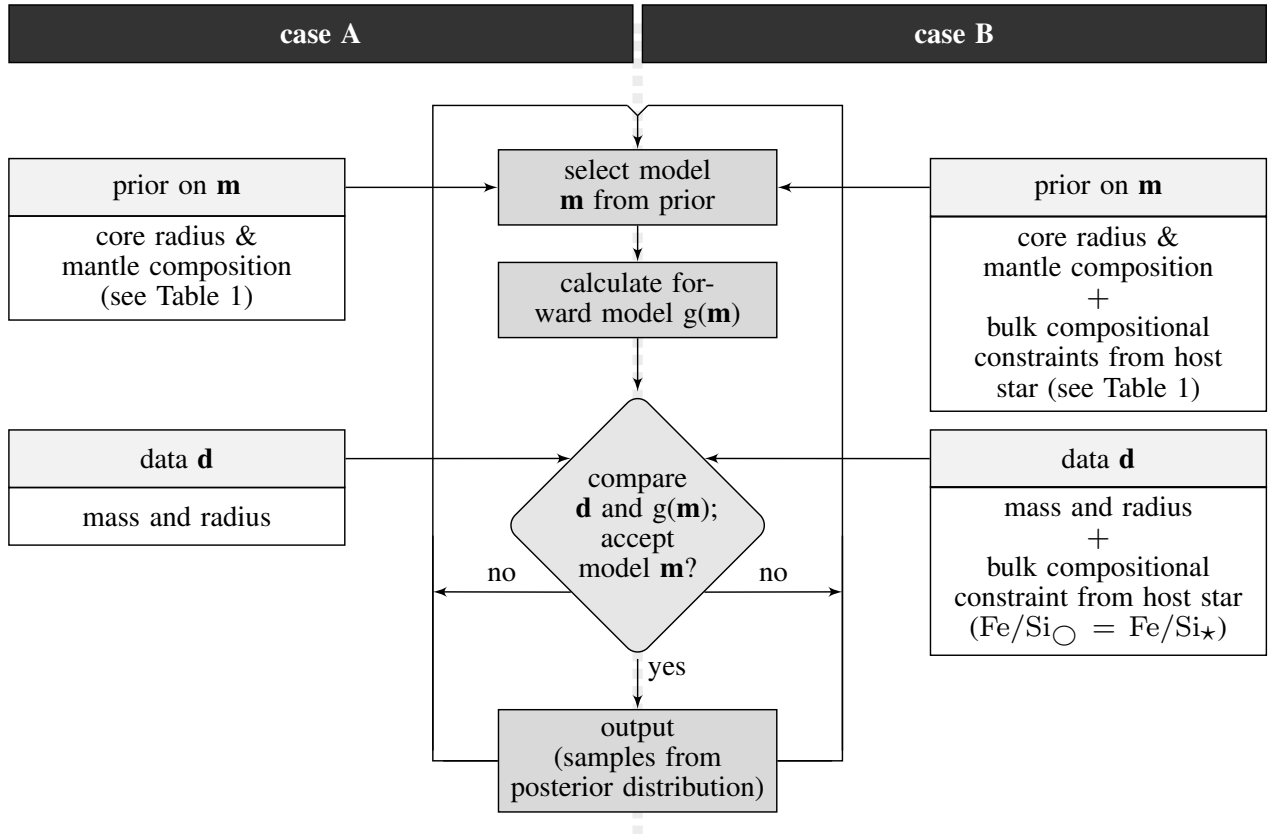 case A
case B
select model
m from prior
prior on m
core radius &
mantle composition
(see Table 1)
prior on m
core radius &
mantle composition
+
bulk compositional
constraints from host
star (see Table 1)
calculate for-
ward model g(m)
data d
mass and radius
compare
d and g(m);
accept
model m?
no
no
yes
data d
mass and radius
+
bulk compositional
constraint from host star
(Fe/Si○ = Fe/Si⋆)
output
(samples from
posterior distribution)